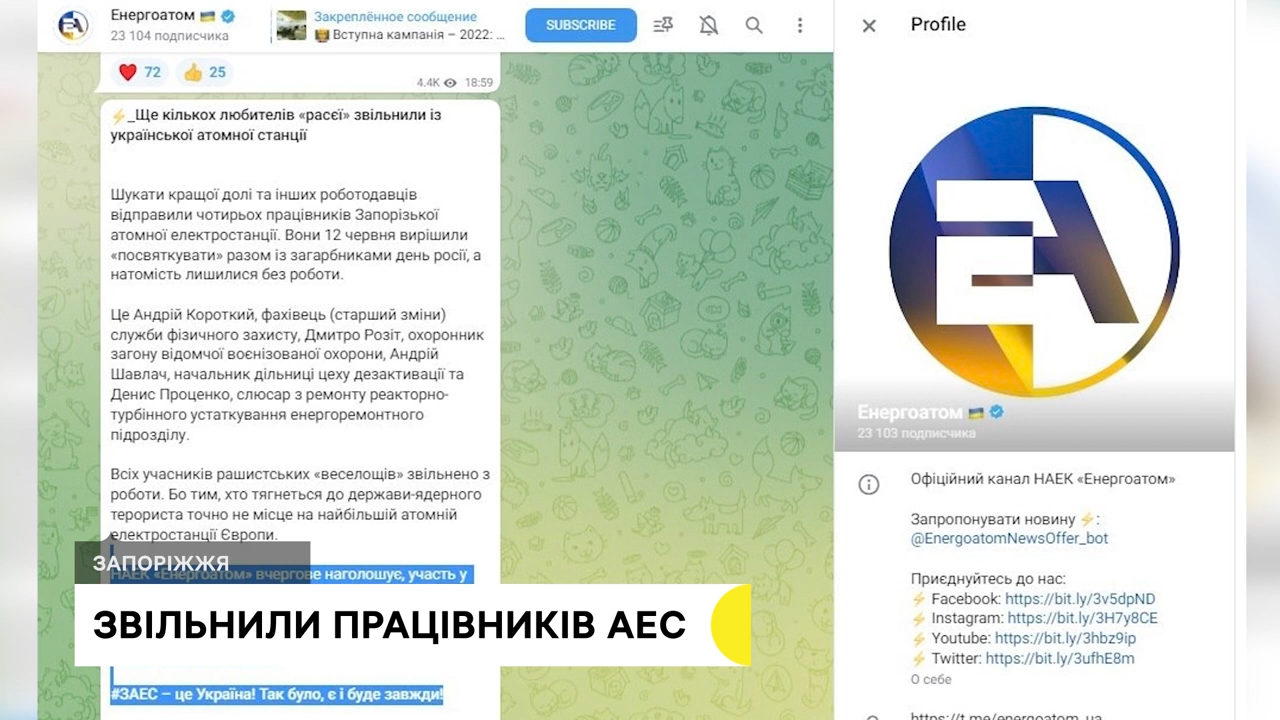 Енергоатом
23 104 подписчика
Закреплённое сообщение
Вступна кампанія – 2022: ...
SUBSCRIBE
Profile
72
25
4.4K
18:59
⚡_Ще кількох любителів «расєї» звільнили із
української атомної станції
Шукати кращої долі та інших роботодавців
відправили чотирьох працівників Запорізької
атомної електростанції. Вони 12 червня вирішили
«посвяткувати» разом із загарбниками день росії, а
натомість лишилися без роботи.
Це Андрій Короткий, фахівець (старший зміни)
служби фізичного захисту, Дмитро Розіт, охоронник
загону відомчої воєнізованої охорони, Андрій
Шавлач, начальник дільниці цеху дезактивації та
Денис Проценко, слюсар з ремонту реакторно-
турбінного устаткування енергоремонтного
підрозділу.
Всіх учасників рашистських «веселощів» звільнено з
роботи. Бо тим, хто тягнеться до держави-ядерного
терориста точно не місце на найбільшій атомній
електростанції Європи.
НАЕК «Енергоатом» вчергове наголошує, участь у
ЗАПОРІЖЖЯ
ЗВІЛЬНИЛИ ПРАЦІВНИКІВ АЕС
#ЗАЕС – це Україна! Так було, є і буде завжди!
Енергоатом
23 103 подписчика
Офіційний канал НАЕК «Енергоатом»
Запропонувати новину ⚡:
@EnergoatomNewsOffer_bot
Приєднуйтесь до нас:
⚡ Facebook: https://bit.ly/3v5dpND
⚡ Instagram: https://bit.ly/3H7y8CE
⚡ Youtube: https://bit.ly/3hbz9ip
⚡ Twitter: https://bit.ly/3ufhE8m
О себе
https://t.me/energoatom_ua